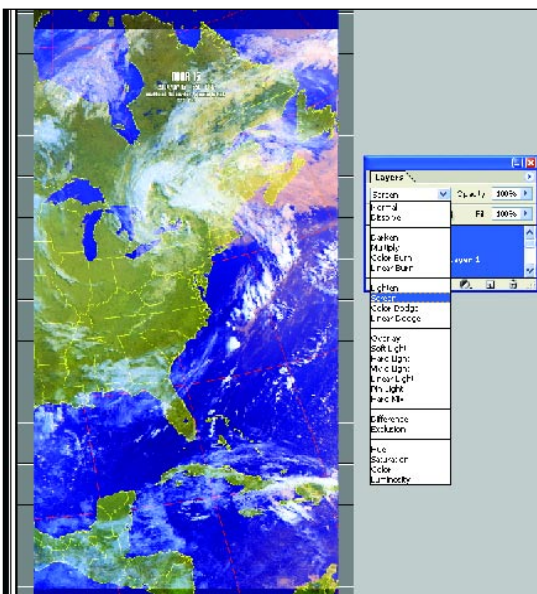 NOAA 15
Layers
Screen
Opacity
100%
Normal
Dissolve
Fill
100%
Darken
Multiply
Color Burn
Linear Burn
Layer 1
Lighten
Screen
Color Dodge
Linear Dodge
Overlay
Soft Light
Hard Light
Vivid Light
Linear Light
Pin Light
Hard Mix
Difference
Exclusion
Hue
Saturation
Color
Luminosity